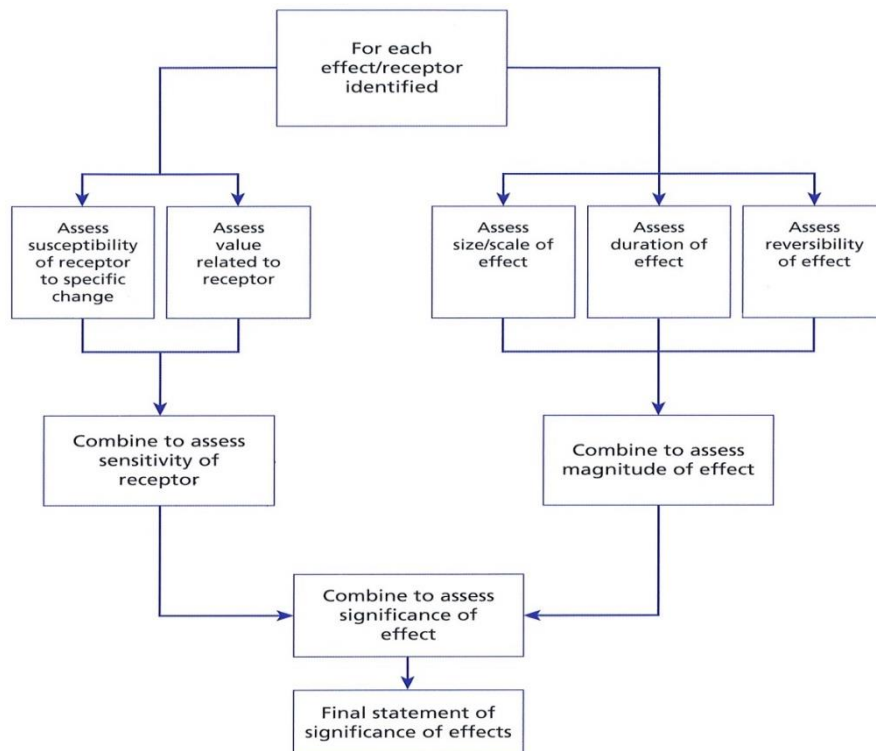 For each
effect/receptor
identified
Assess
susceptibility
of receptor
to specific
change
Assess
value
related to
receptor
Assess
size/scale of
effect
Assess
duration of
effect
Assess
reversibility
of effect
Combine to assess
sensitivity of
receptor
Combine to assess
magnitude of effect
Combine to assess
significance of
effect
Final statement of
significance of effects